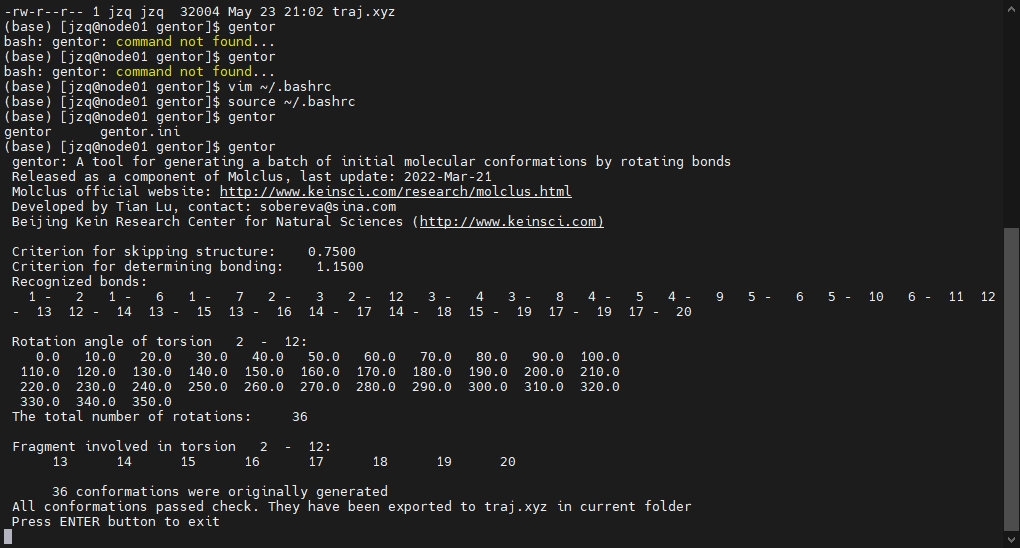 -rw-r--r-- 1 jzq jzq  32004 May 23 21:02 traj.xyz
(base) [jzq@node01 gentor]$ gentor
bash: gentor: command not found...
(base) [jzq@node01 gentor]$ gentor
bash: gentor: command not found...
(base) [jzq@node01 gentor]$ vim ~/.bashrc
(base) [jzq@node01 gentor]$ source ~/.bashrc
(base) [jzq@node01 gentor]$ gentor
gentor      gentor.ini
(base) [jzq@node01 gentor]$ gentor
gentor: A tool for generating a batch of initial molecular conformations by rotating bonds
Released as a component of Molclus, last update: 2022-Mar-21
Molclus official website: http://www.keinsci.com/research/molclus.html
Developed by Tian Lu, contact: sobereva@sina.com
Beijing Kein Research Center for Natural Sciences (http://www.keinsci.com)
Criterion for skipping structure:    0.7500
Criterion for determining bonding:    1.1500
Recognized bonds:
1 -   2   1 -   6   1 -   7   2 -   3   2 -  12   3 -   4   3 -   8   4 -   5   4 -   9   5 -   6   5 -  10   6 -  11  12
-  13  12 -  14  13 -  15  13 -  16  14 -  17  14 -  18  15 -  19  17 -  19  17 -  20
Rotation angle of torsion   2  -  12:
0.0   10.0   20.0   30.0   40.0   50.0   60.0   70.0   80.0   90.0  100.0
110.0  120.0  130.0  140.0  150.0  160.0  170.0  180.0  190.0  200.0  210.0
220.0  230.0  240.0  250.0  260.0  270.0  280.0  290.0  300.0  310.0  320.0
330.0  340.0  350.0
The total number of rotations:     36
Fragment involved in torsion   2  -  12:
13      14      15      16      17      18      19      20
36 conformations were originally generated
All conformations passed check. They have been exported to traj.xyz in current folder
Press ENTER button to exit